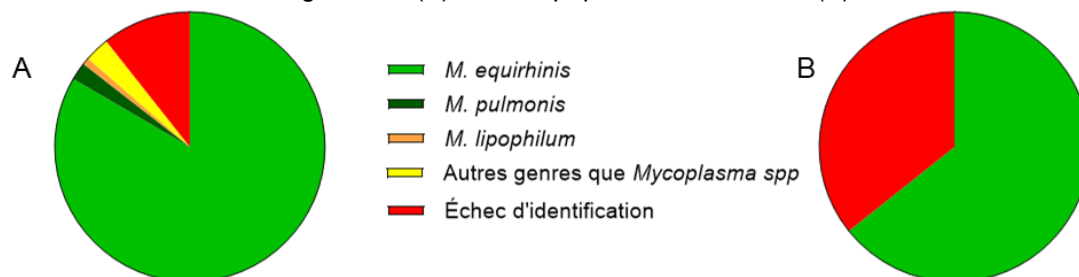 A
B
M. equirhinis
M. pulmonis
M. lipophilum
Autres genres que Mycoplasma spp
Échec d'identification